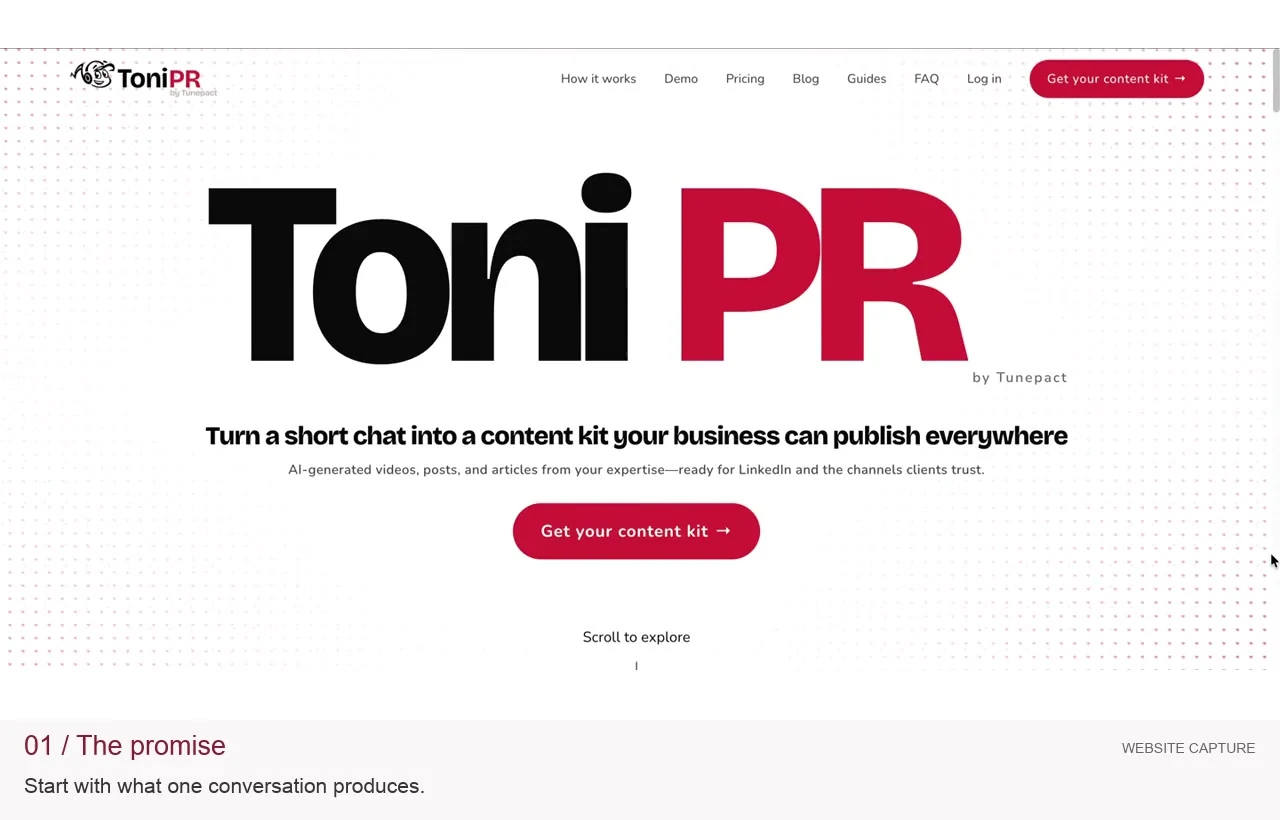 ToniPR
by Tunepact
How it works
Demo
Pricing
Blog
Guides
FAQ
Log in
Get your content kit →
Toni PR
by Tunepact
Turn a short chat into a content kit your business can publish everywhere
AI-generated videos, posts, and articles from your expertise—ready for LinkedIn and the channels clients trust.
Get your content kit →
Scroll to explore
01 / The promise
WEBSITE CAPTURE
Start with what one conversation produces.